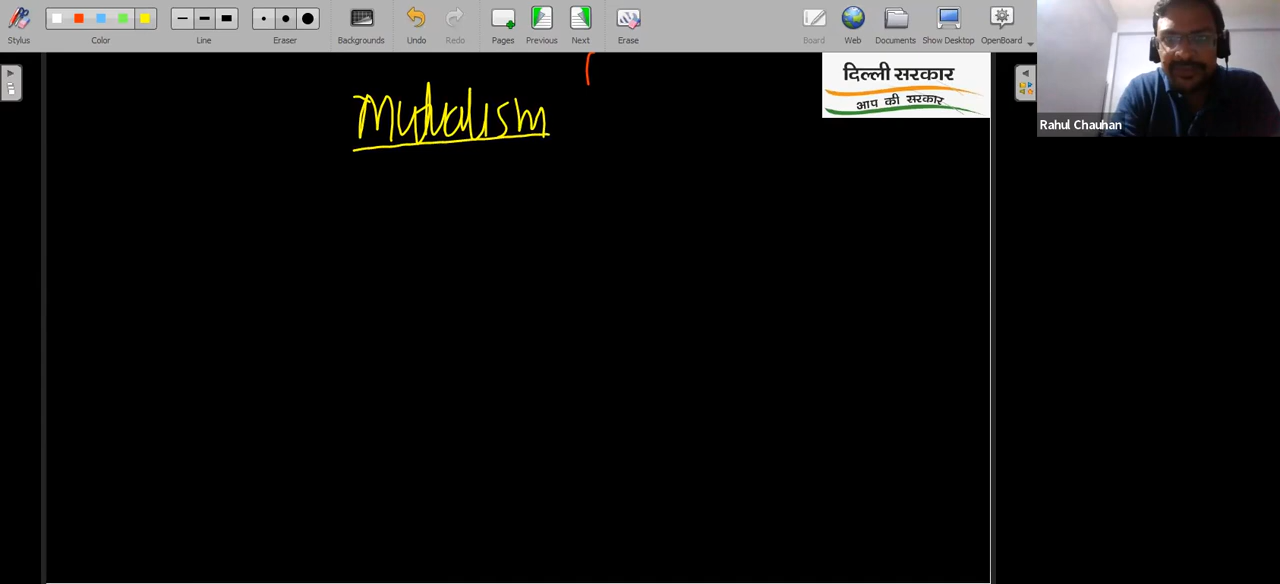 Stylus
Color
Line
Eraser
Backgrounds
Undo
Redo
Pages
Previous
Next
Erase
Board
Web
Documents
Show Desktop
OpenBoard
Mutualism
दिल्ली सरकार
आप की सरकार
Rahul Chauhan